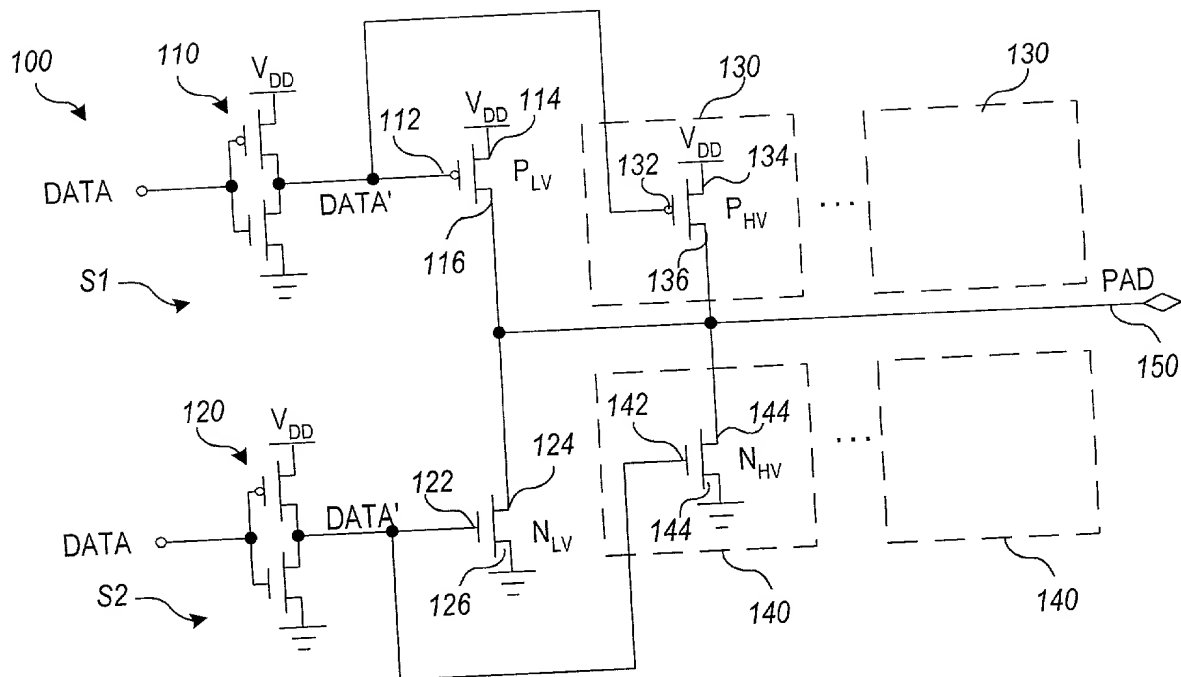 100
110
V_DD
DATA
DATA'
112
V_DD
114
P_LV
116
S1
130
V_DD
132
134
P_HV
136
...
130
PAD
150
120
V_DD
DATA
DATA'
122
124
N_LV
126
S2
142
144
N_HV
144
140
...
140